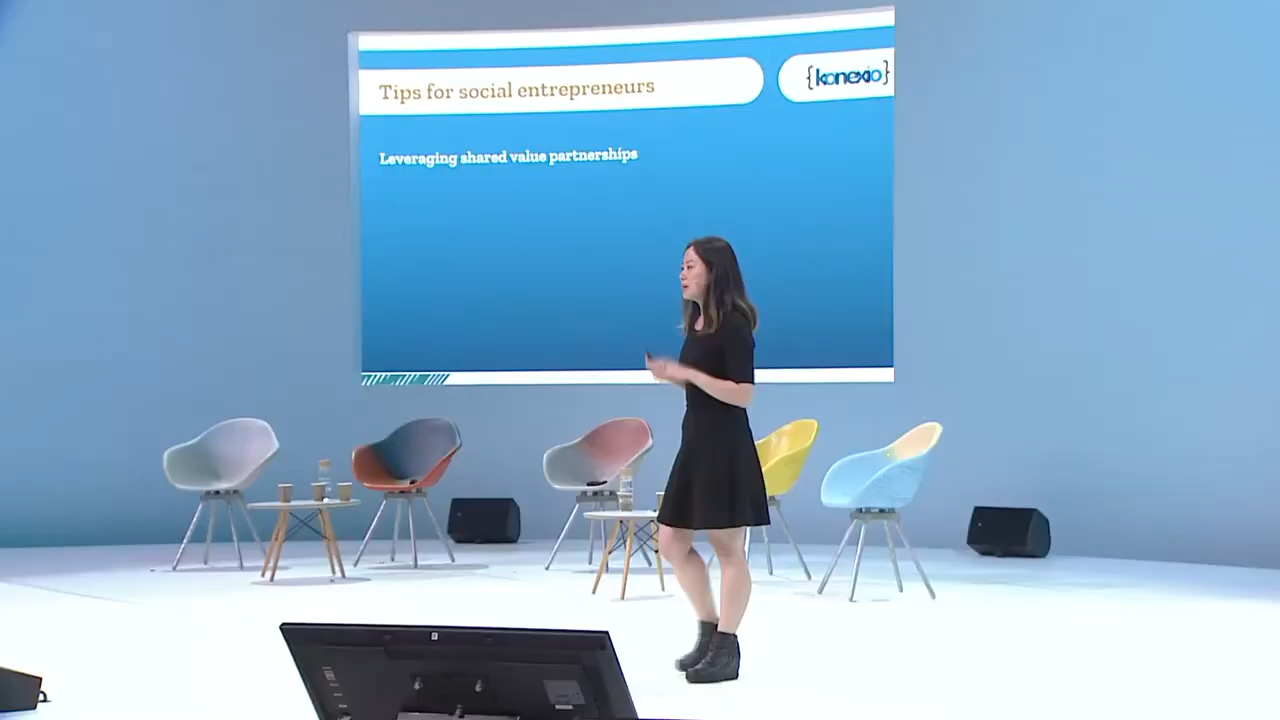 Tips for social entrepreneurs
{konexio}
Leveraging shared value partnerships